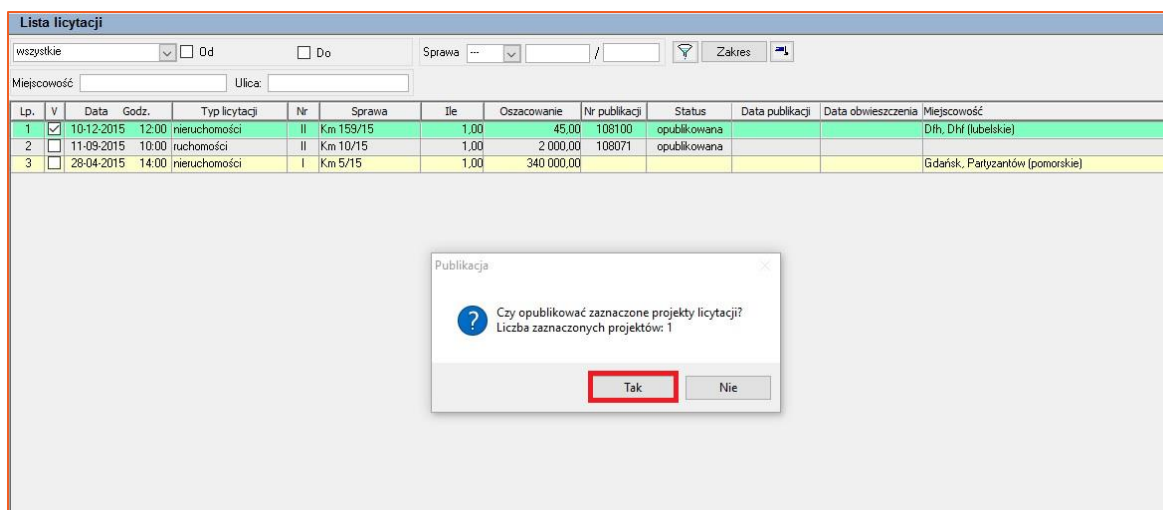 Lista licytacji
wszystkie Od Do Sprawa --- / Zakres
Miejscowość Ulica:
Lp. V Data Godz. Typ licytacji Nr Sprawa Ile Oszacowanie Nr publikacji Status Data publikacji Data obwieszczenia Miejscowość
1 10-12-2015 12:00 nieruchomości II Km 159/15 1,00 45,00 108100 opublikowana Dfh, Dhf (lubelskie)
2 11-09-2015 10:00 ruchomości II Km 10/15 1,00 2 000,00 108071 opublikowana
3 28-04-2015 14:00 nieruchomości I Km 5/15 1,00 340 000,00 Gdańsk, Partyzantów (pomorskie)
Publikacja
Czy opublikować zaznaczone projekty licytacji?
Liczba zaznaczonych projektów: 1
Tak Nie